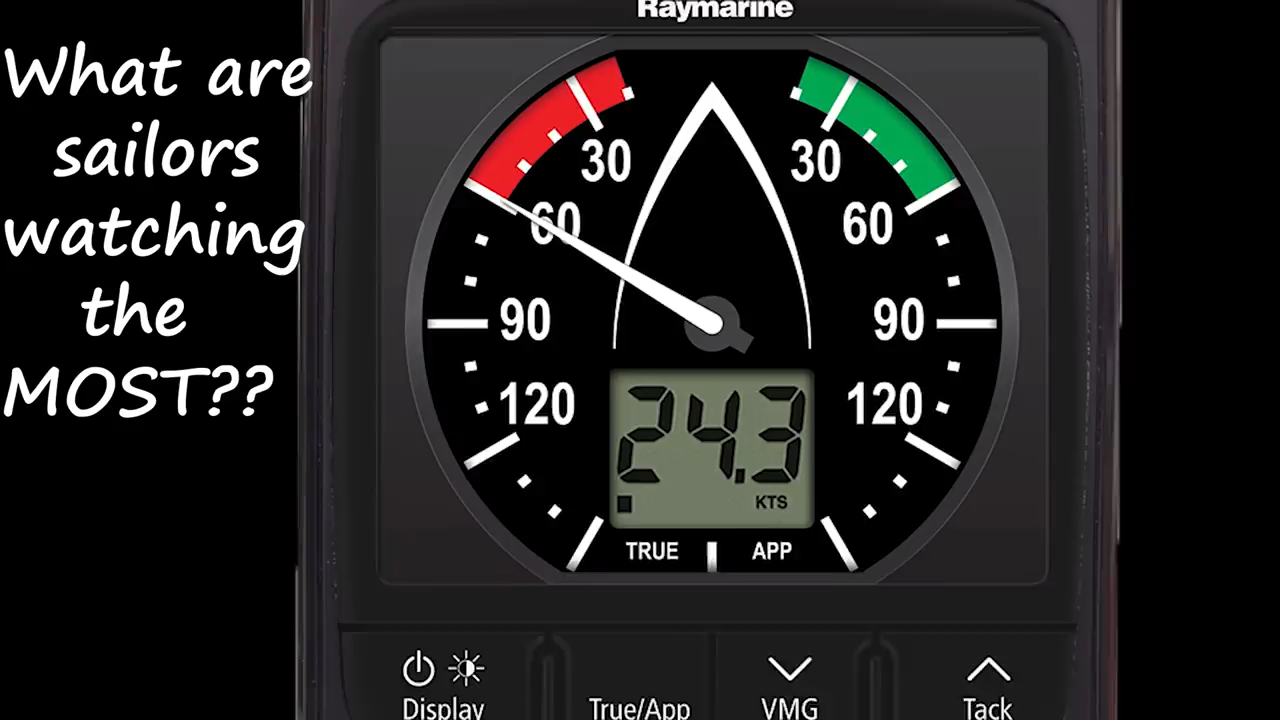 Raymarine
What are
sailors
watching
the
MOST??
30 30
60 60
90 90
120 120
24.3
KTS
TRUE APP
Display True/App VMG Tack